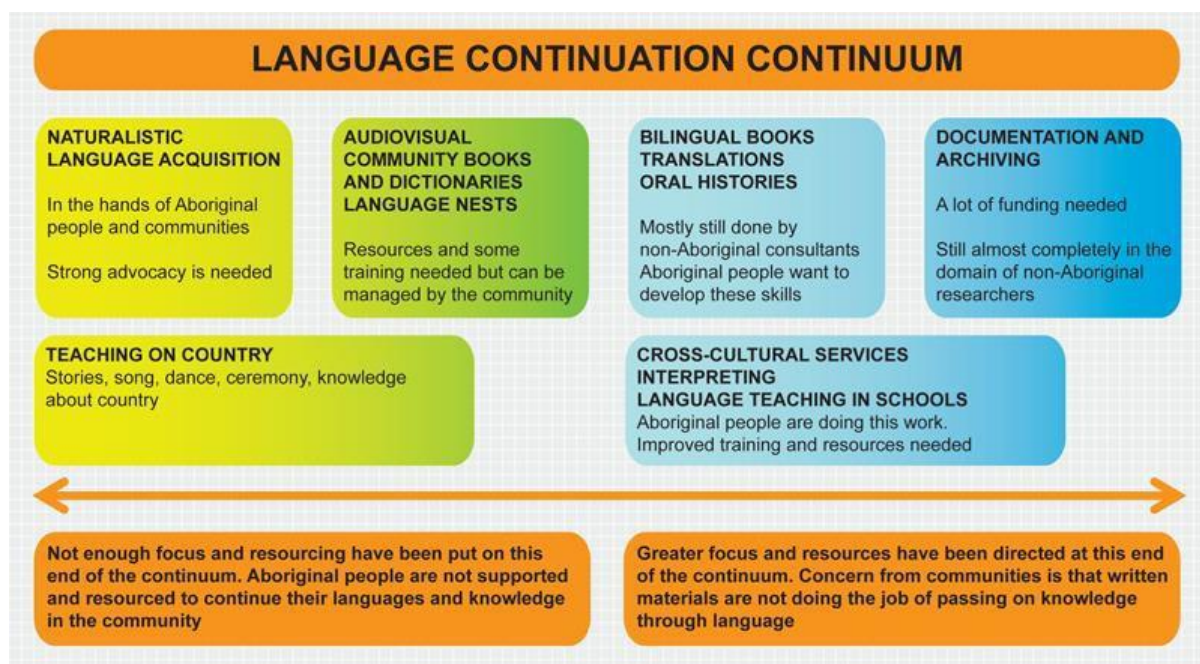 LANGUAGE CONTINUATION CONTINUUM
NATURALISTIC
LANGUAGE ACQUISITION
In the hands of Aboriginal
people and communities
Strong advocacy is needed
AUDIOVISUAL
COMMUNITY BOOKS
AND DICTIONARIES
LANGUAGE NESTS
Resources and some
training needed but can be
managed by the community
BILINGUAL BOOKS
TRANSLATIONS
ORAL HISTORIES
Mostly still done by
non-Aboriginal consultants
Aboriginal people want to
develop these skills
DOCUMENTATION AND
ARCHIVING
A lot of funding needed
Still almost completely in the
domain of non-Aboriginal
researchers
TEACHING ON COUNTRY
Stories, song, dance, ceremony, knowledge
about country
CROSS-CULTURAL SERVICES
INTERPRETING
LANGUAGE TEACHING IN SCHOOLS
Aboriginal people are doing this work.
Improved training and resources needed
Not enough focus and resourcing have been put on this
end of the continuum. Aboriginal people are not supported
and resourced to continue their languages and knowledge
in the community
Greater focus and resources have been directed at this end
of the continuum. Concern from communities is that written
materials are not doing the job of passing on knowledge
through language